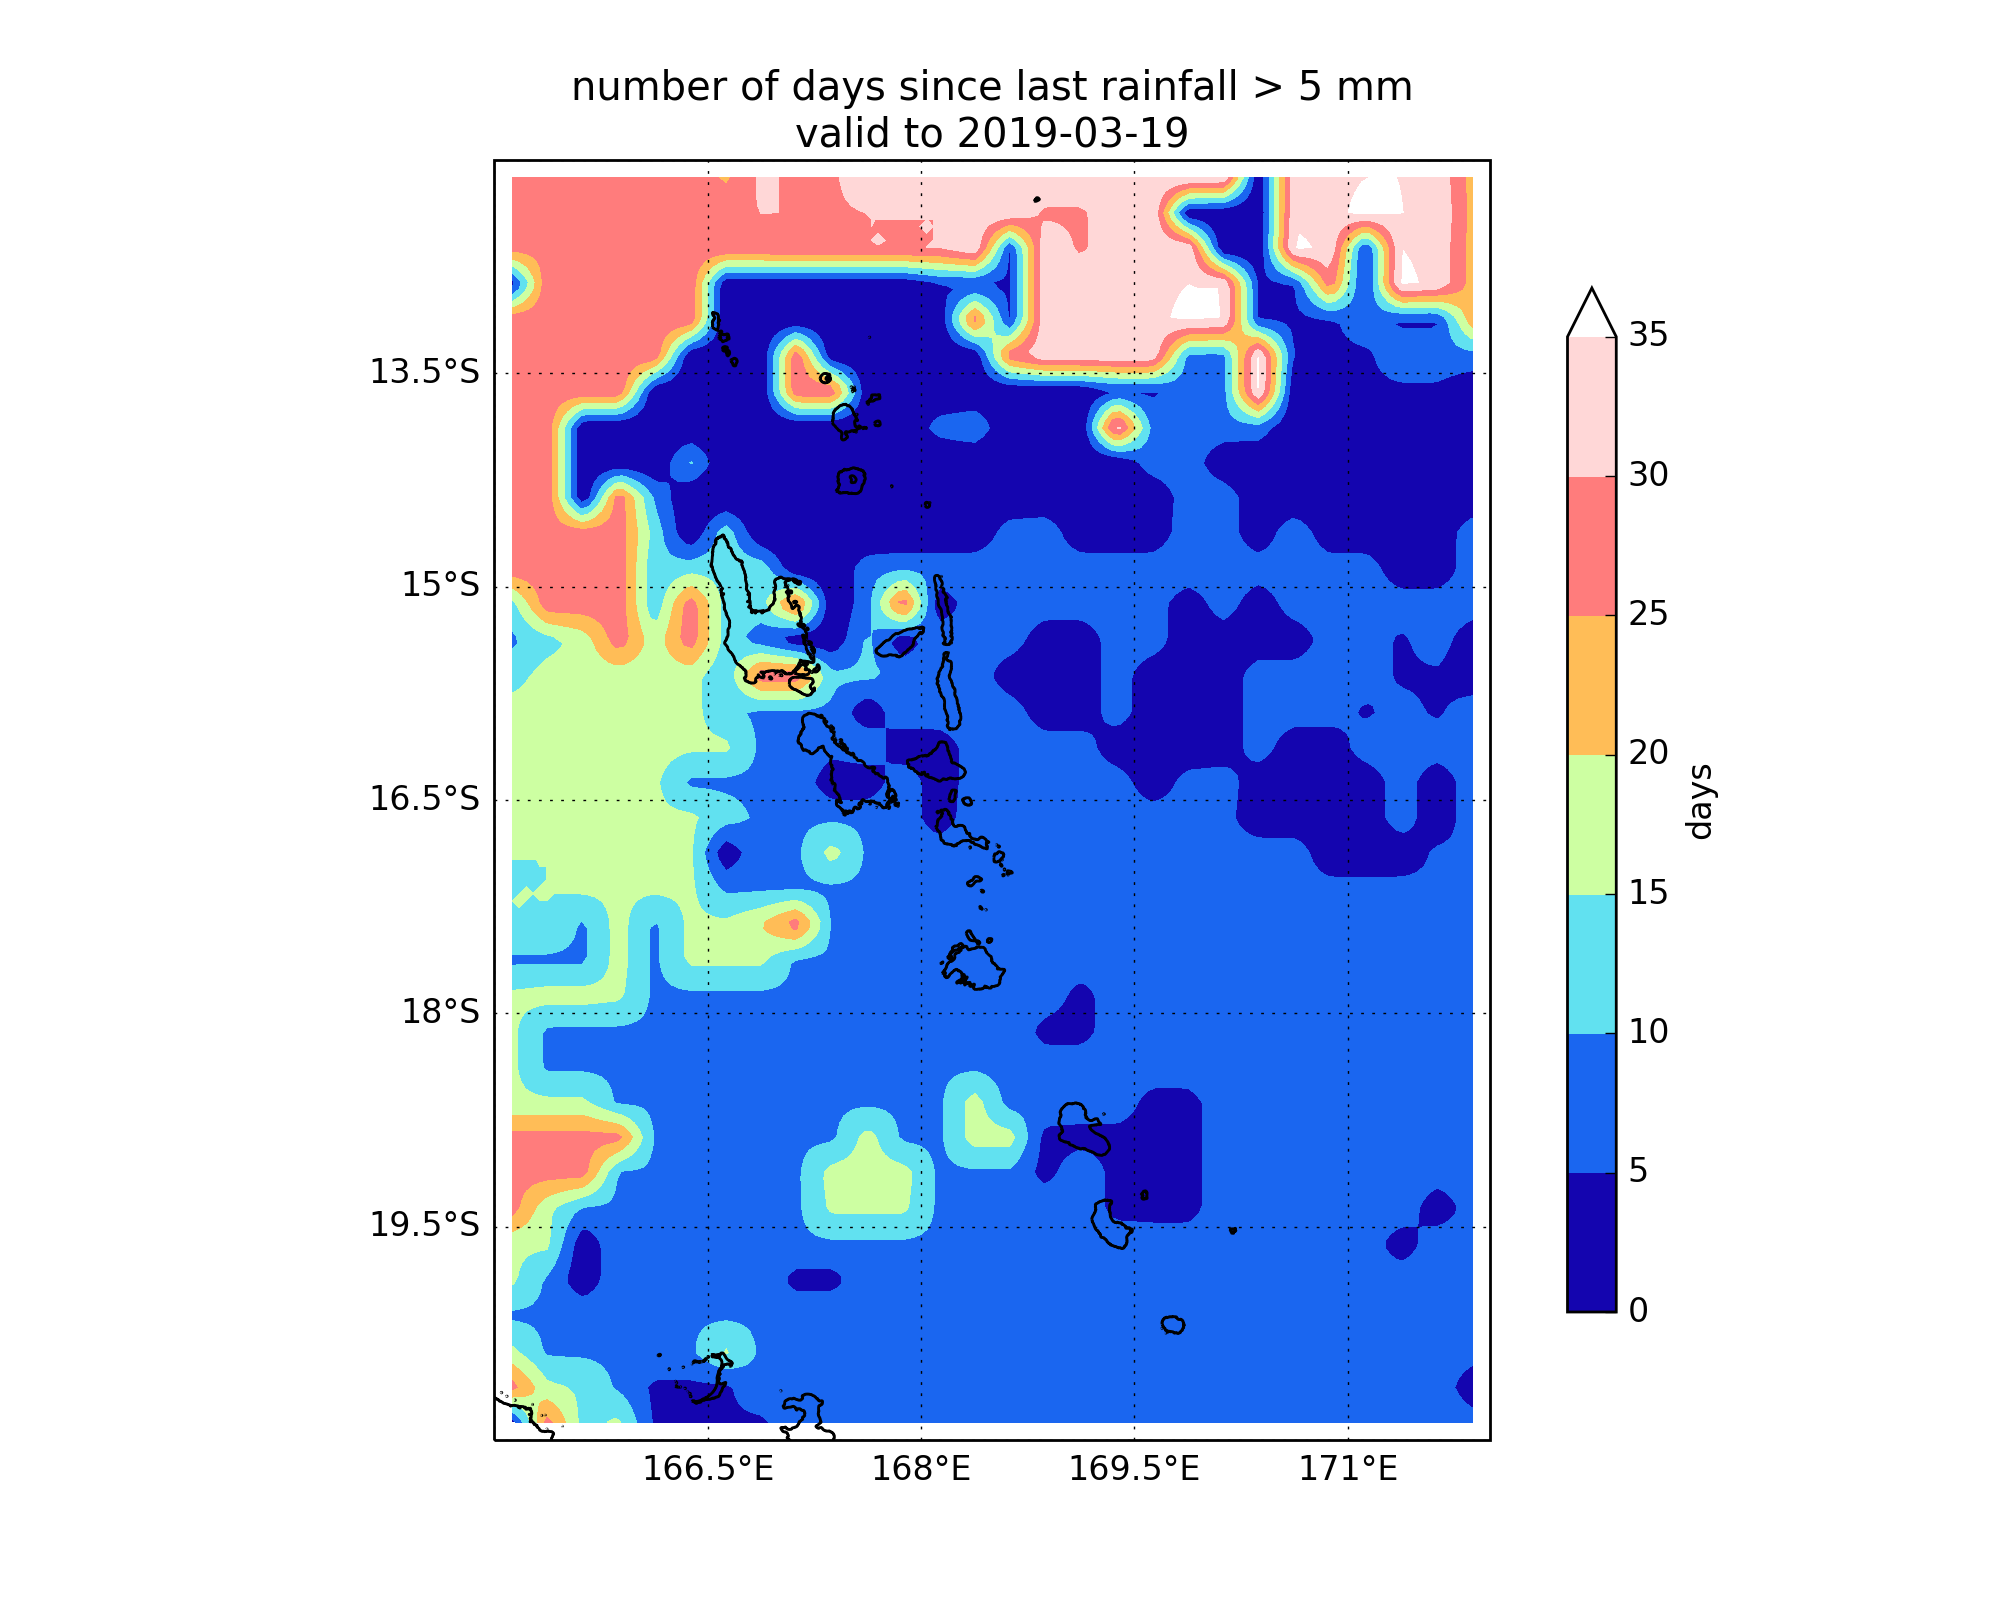 number of days since last rainfall > 5 mm
valid to 2019-03-19
13.5°S
15°S
16.5°S
18°S
19.5°S
166.5°E
168°E
169.5°E
171°E
35
30
25
20
15
10
5
0
days